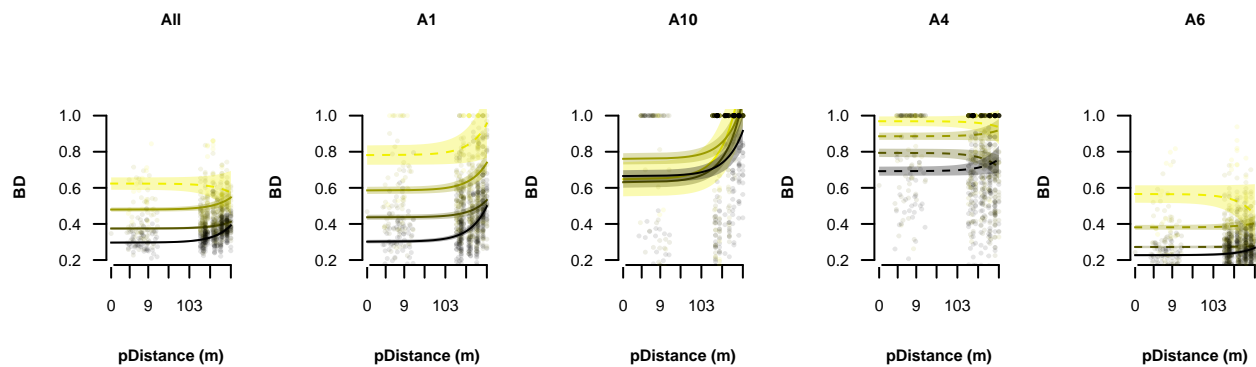 All A1 A10 A4 A6
1.0 1.0 1.0 1.0 1.0
0.8 0.8 0.8 0.8 0.8
BD BD BD BD BD
0.6 0.6 0.6 0.6 0.6
0.4 0.4 0.4 0.4 0.4
0.2 0.2 0.2 0.2 0.2
0 9 103 0 9 103 0 9 103 0 9 103 0 9 103
pDistance (m) pDistance (m) pDistance (m) pDistance (m) pDistance (m)